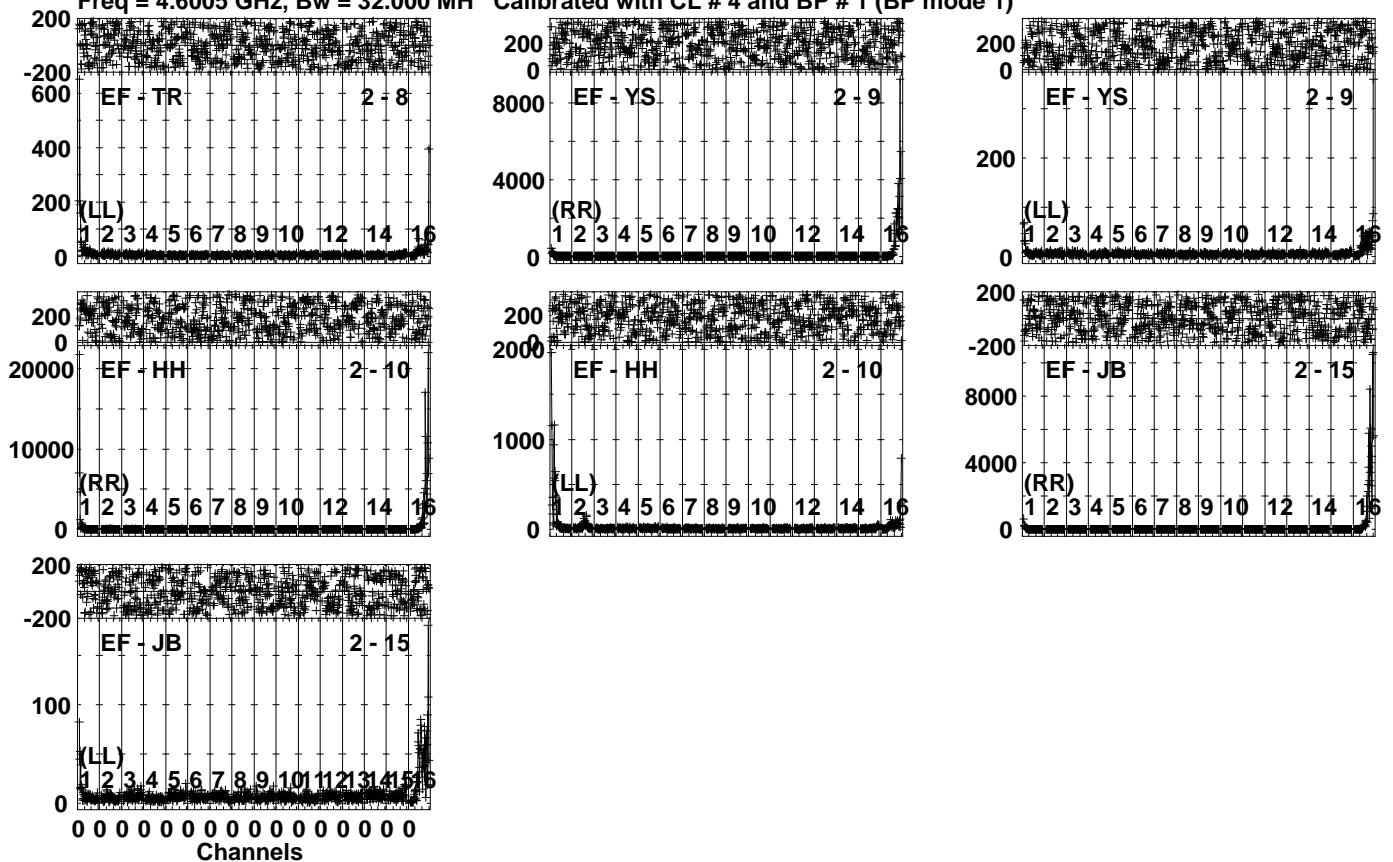 Freq = 4.6005 GHz, Bw = 32.000 MH Calibrated with CL # 4 and BP # 1 (BP mode 1)
200
-200
600
400
200
0
EF - TR 2 - 8
(LL)
1 2 3 4 5 6 7 8 9 10 12 14 16
200
0
8000
4000
0
EF - YS 2 - 9
(RR)
1 2 3 4 5 6 7 8 9 10 12 14 16
200
0
200
0
EF - YS 2 - 9
(LL)
1 2 3 4 5 6 7 8 9 10 12 14 16
200
0
20000
10000
0
EF - HH 2 - 10
(RR)
1 2 3 4 5 6 7 8 9 10 12 14 16
200
0
2000
1000
0
EF - HH 2 - 10
(LL)
1 2 3 4 5 6 7 8 9 10 12 14 16
200
-200
8000
4000
0
EF - JB 2 - 15
(RR)
1 2 3 4 5 6 7 8 9 10 12 14 16
200
-200
100
0
EF - JB 2 - 15
(LL)
1 2 3 4 5 6 7 8 9 10 11 12 13 14 15 16
0 0 0 0 0 0 0 0 0 0 0 0 0 0 0 0
Channels